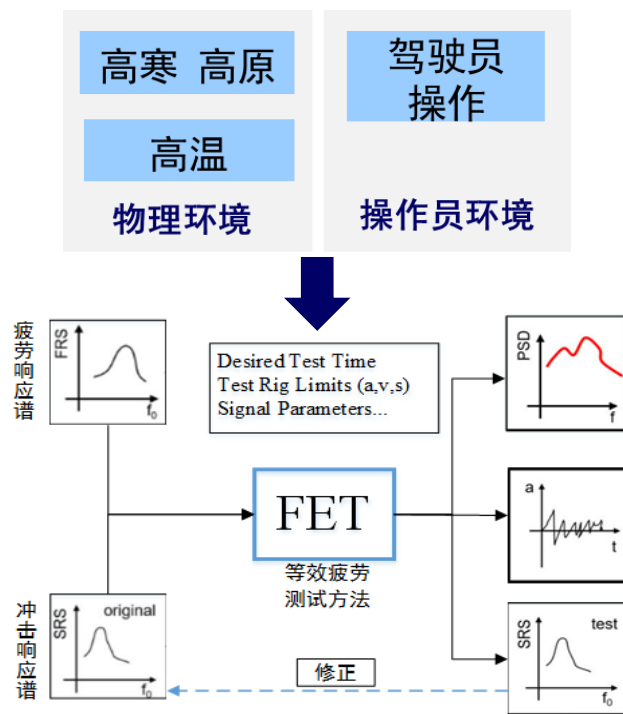 高寒 高原
高温
物理环境
驾驶员
操作
操作员环境
疲劳响应谱
FRS
f₀
Desired Test Time
Test Rig Limits (a,v,s)
Signal Parameters...
PSD
f
FET
等效疲劳
测试方法
a
t
冲击响应谱
original
SRS
f₀
修正
test
SRS
f₀